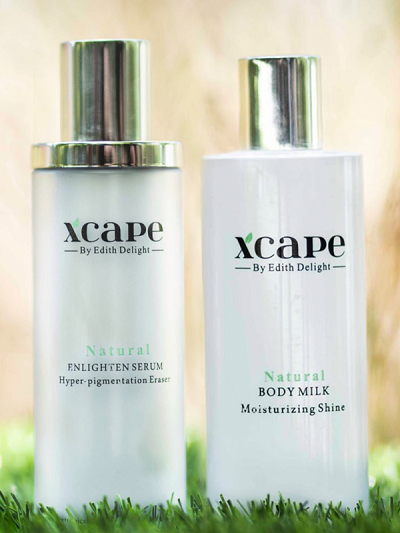 xcape
By Edith Delight
Natural
ENLIGHTEN SERUM
Hyper-pigmentation Eraser
xcape
By Edith Delight
Natural
BODY MILK
Moisturizing Shine